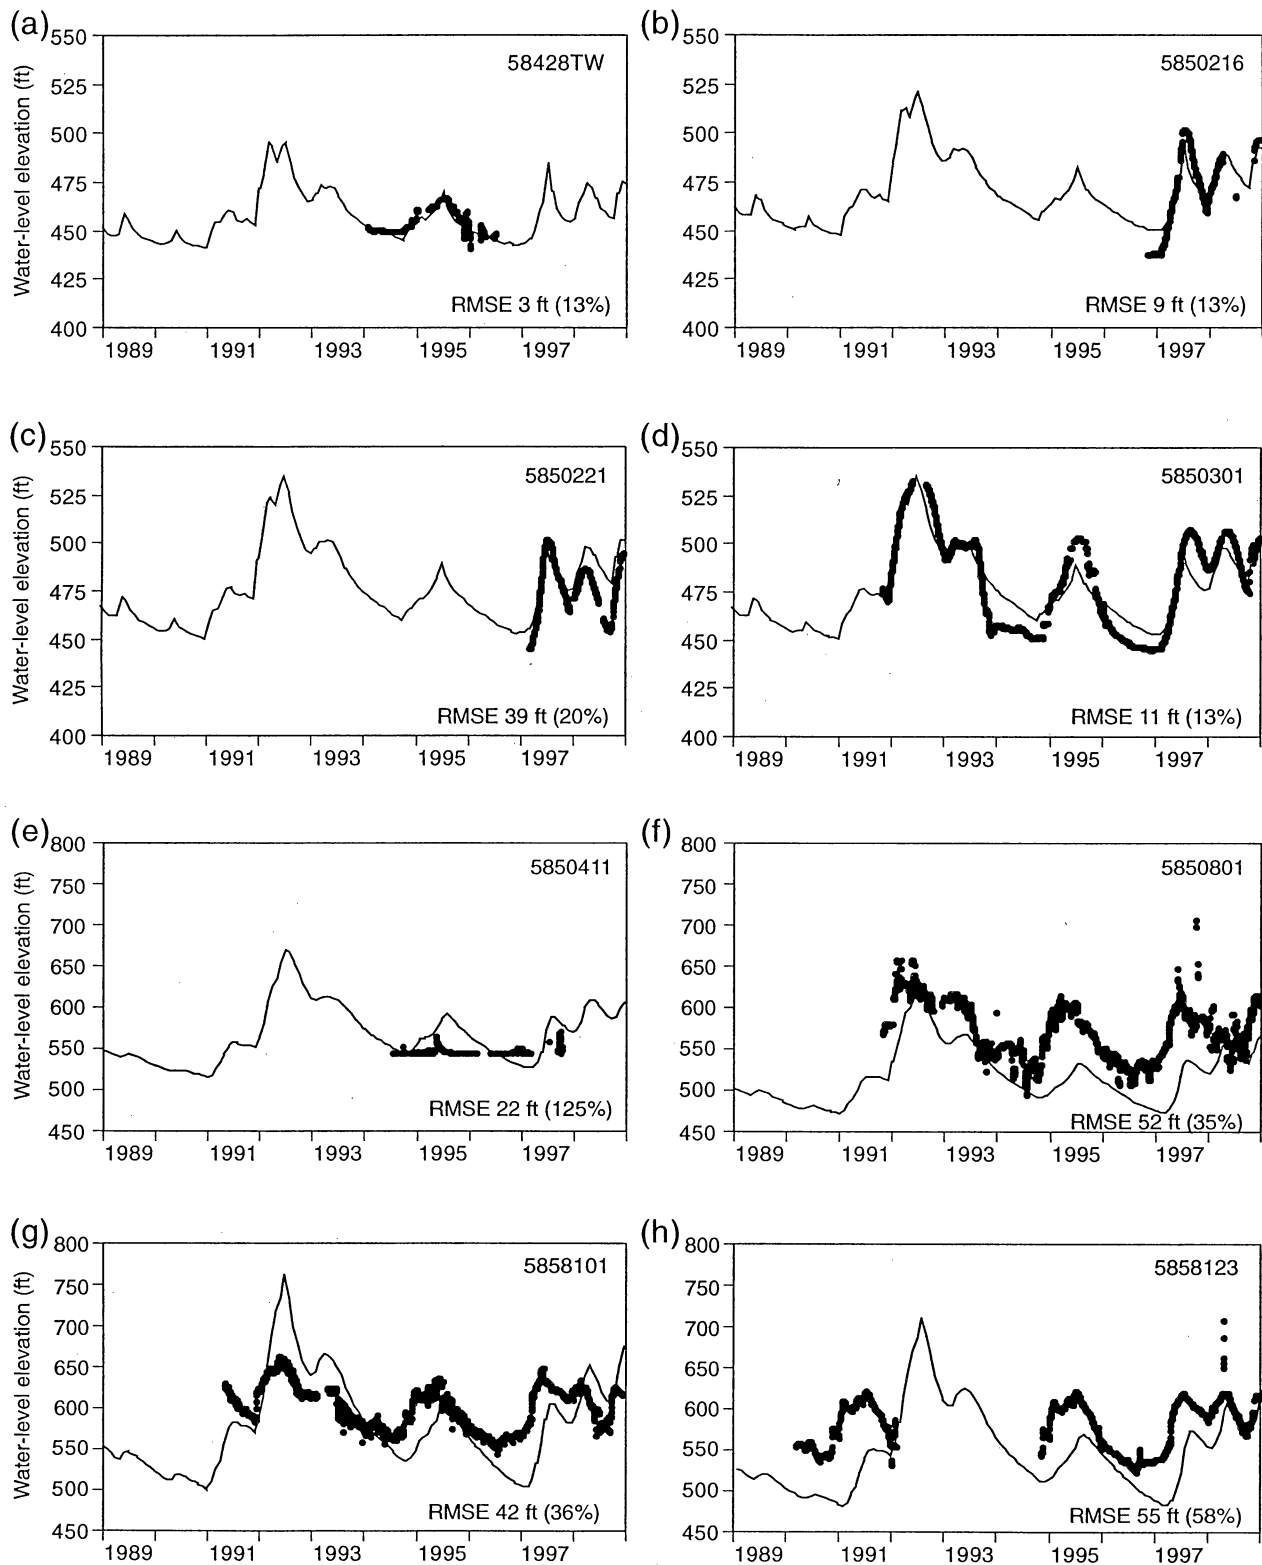 (a)
Water-level elevation (ft)
550
525
500
475
450
425
400
58428TW
RMSE 3 ft (13%)
1989 1991 1993 1995 1997
(b)
550
525
500
475
450
425
400
5850216
RMSE 9 ft (13%)
1989 1991 1993 1995 1997
(c)
Water-level elevation (ft)
550
525
500
475
450
425
400
5850221
RMSE 39 ft (20%)
1989 1991 1993 1995 1997
(d)
550
525
500
475
450
425
400
5850301
RMSE 11 ft (13%)
1989 1991 1993 1995 1997
(e)
Water-level elevation (ft)
800
750
700
650
600
550
500
450
5850411
RMSE 22 ft (125%)
1989 1991 1993 1995 1997
(f)
800
750
700
650
600
550
500
450
5850801
RMSE 52 ft (35%)
1989 1991 1993 1995 1997
(g)
Water-level elevation (ft)
800
750
700
650
600
550
500
450
5858101
RMSE 42 ft (36%)
1989 1991 1993 1995 1997
(h)
800
750
700
650
600
550
500
450
5858123
RMSE 55 ft (58%)
1989 1991 1993 1995 1997